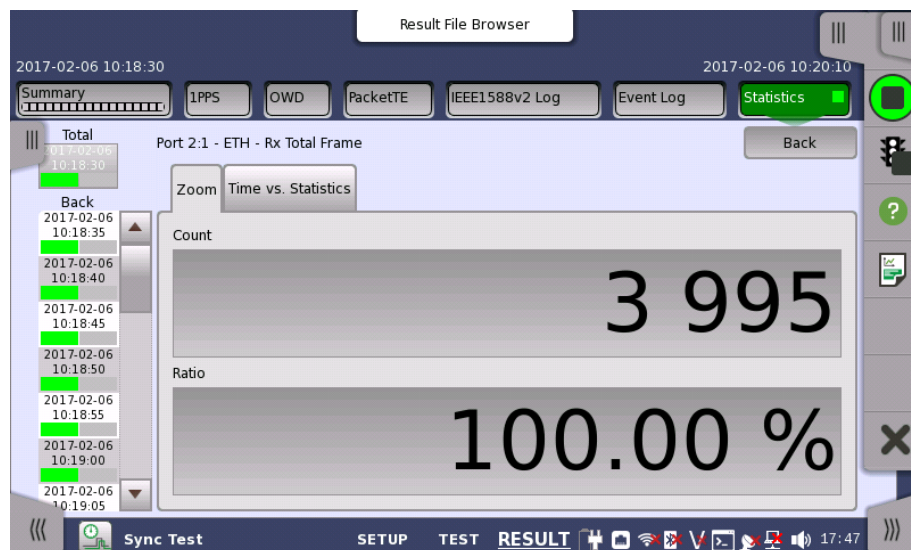 Result File Browser
2017-02-06 10:18:30
2017-02-06 10:20:10
Summary
1PPS
OWD
PacketTE
IEEE1588v2 Log
Event Log
Statistics
Total
2017-02-06
10:18:30
Port 2:1 - ETH - Rx Total Frame
Back
Zoom
Time vs. Statistics
Back
2017-02-06
10:18:35
2017-02-06
10:18:40
2017-02-06
10:18:45
2017-02-06
10:18:50
2017-02-06
10:18:55
2017-02-06
10:19:00
2017-02-06
10:19:05
Count
3 995
Ratio
100.00 %
Sync Test
SETUP
TEST
RESULT
17:47